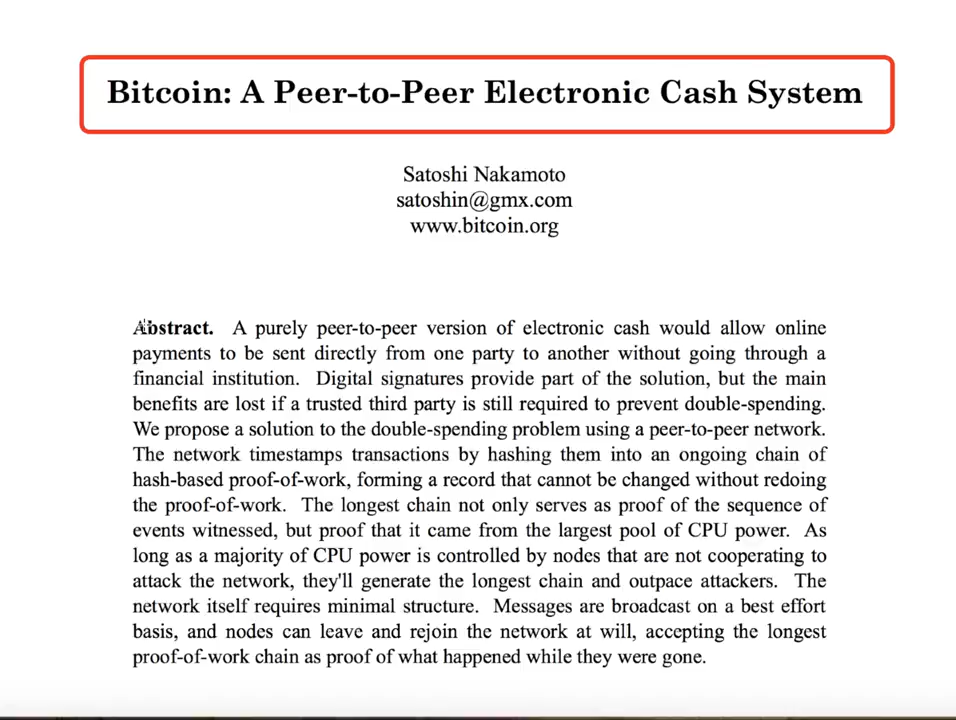 Bitcoin: A Peer-to-Peer Electronic Cash System
Satoshi Nakamoto
satoshin@gmx.com
www.bitcoin.org
Abstract. A purely peer-to-peer version of electronic cash would allow online
payments to be sent directly from one party to another without going through a
financial institution. Digital signatures provide part of the solution, but the main
benefits are lost if a trusted third party is still required to prevent double-spending.
We propose a solution to the double-spending problem using a peer-to-peer network.
The network timestamps transactions by hashing them into an ongoing chain of
hash-based proof-of-work, forming a record that cannot be changed without redoing
the proof-of-work. The longest chain not only serves as proof of the sequence of
events witnessed, but proof that it came from the largest pool of CPU power. As
long as a majority of CPU power is controlled by nodes that are not cooperating to
attack the network, they'll generate the longest chain and outpace attackers. The
network itself requires minimal structure. Messages are broadcast on a best effort
basis, and nodes can leave and rejoin the network at will, accepting the longest
proof-of-work chain as proof of what happened while they were gone.